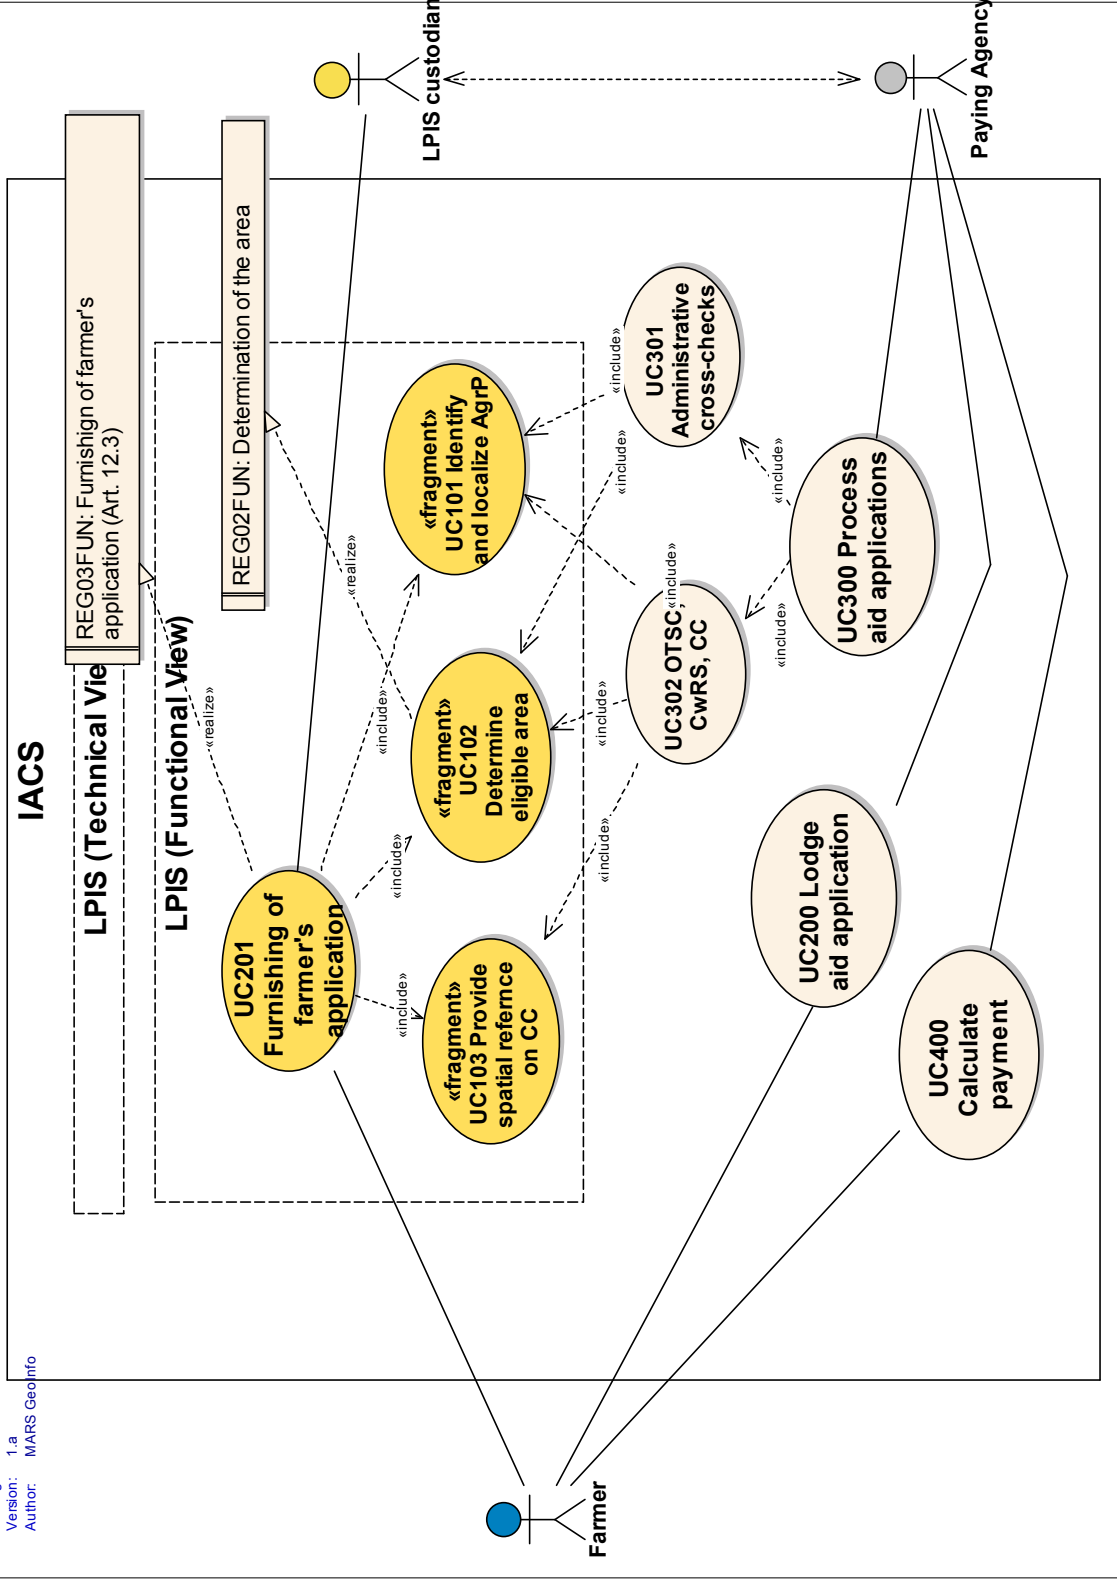 Version: 1.a
Author: MARS GeoInfo
IACS
LPIS (Technical Vie
REG03FUN: Furnishign of farmer's
application (Art. 12.3)
LPIS (Functional View)
REG02FUN: Determination of the area
«realize»
«realize»
UC201
Furnishing of
farmer's
application
«include»
«include»
«include»
«fragment»
UC103 Provide
spatial refernce
on CC
«fragment»
UC102
Determine
eligible area
«fragment»
UC101 Identify
and localize AgrP
«include»
«include»
«include»
«include»
«include»
UC302 OTSC,
CwRS, CC
UC301
Administrative
cross-checks
«include»
«include»
UC200 Lodge
aid application
UC300 Process
aid applications
UC400
Calculate
payment
Farmer
LPIS custodian
Paying Agency